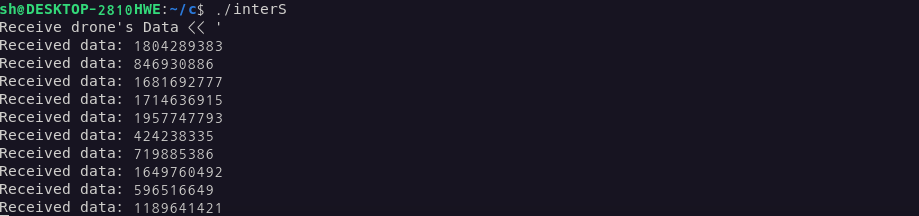 sh@DESKTOP-2810HWE:~/c$ ./interS
Receive drone's Data << '
Received data: 1804289383
Received data: 846930886
Received data: 1681692777
Received data: 1714636915
Received data: 1957747793
Received data: 424238335
Received data: 719885386
Received data: 1649760492
Received data: 596516649
Received data: 1189641421